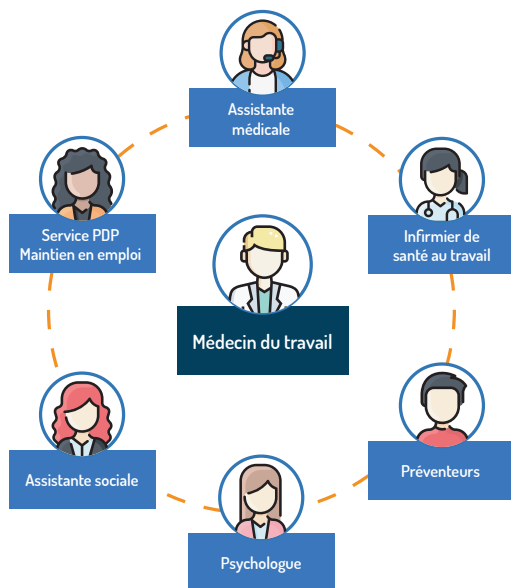 Assistante
médicale
Service PDP
Maintien en emploi
Infirmier de
santé au travail
Médecin du travail
Assistante sociale
Préventeurs
Psychologue